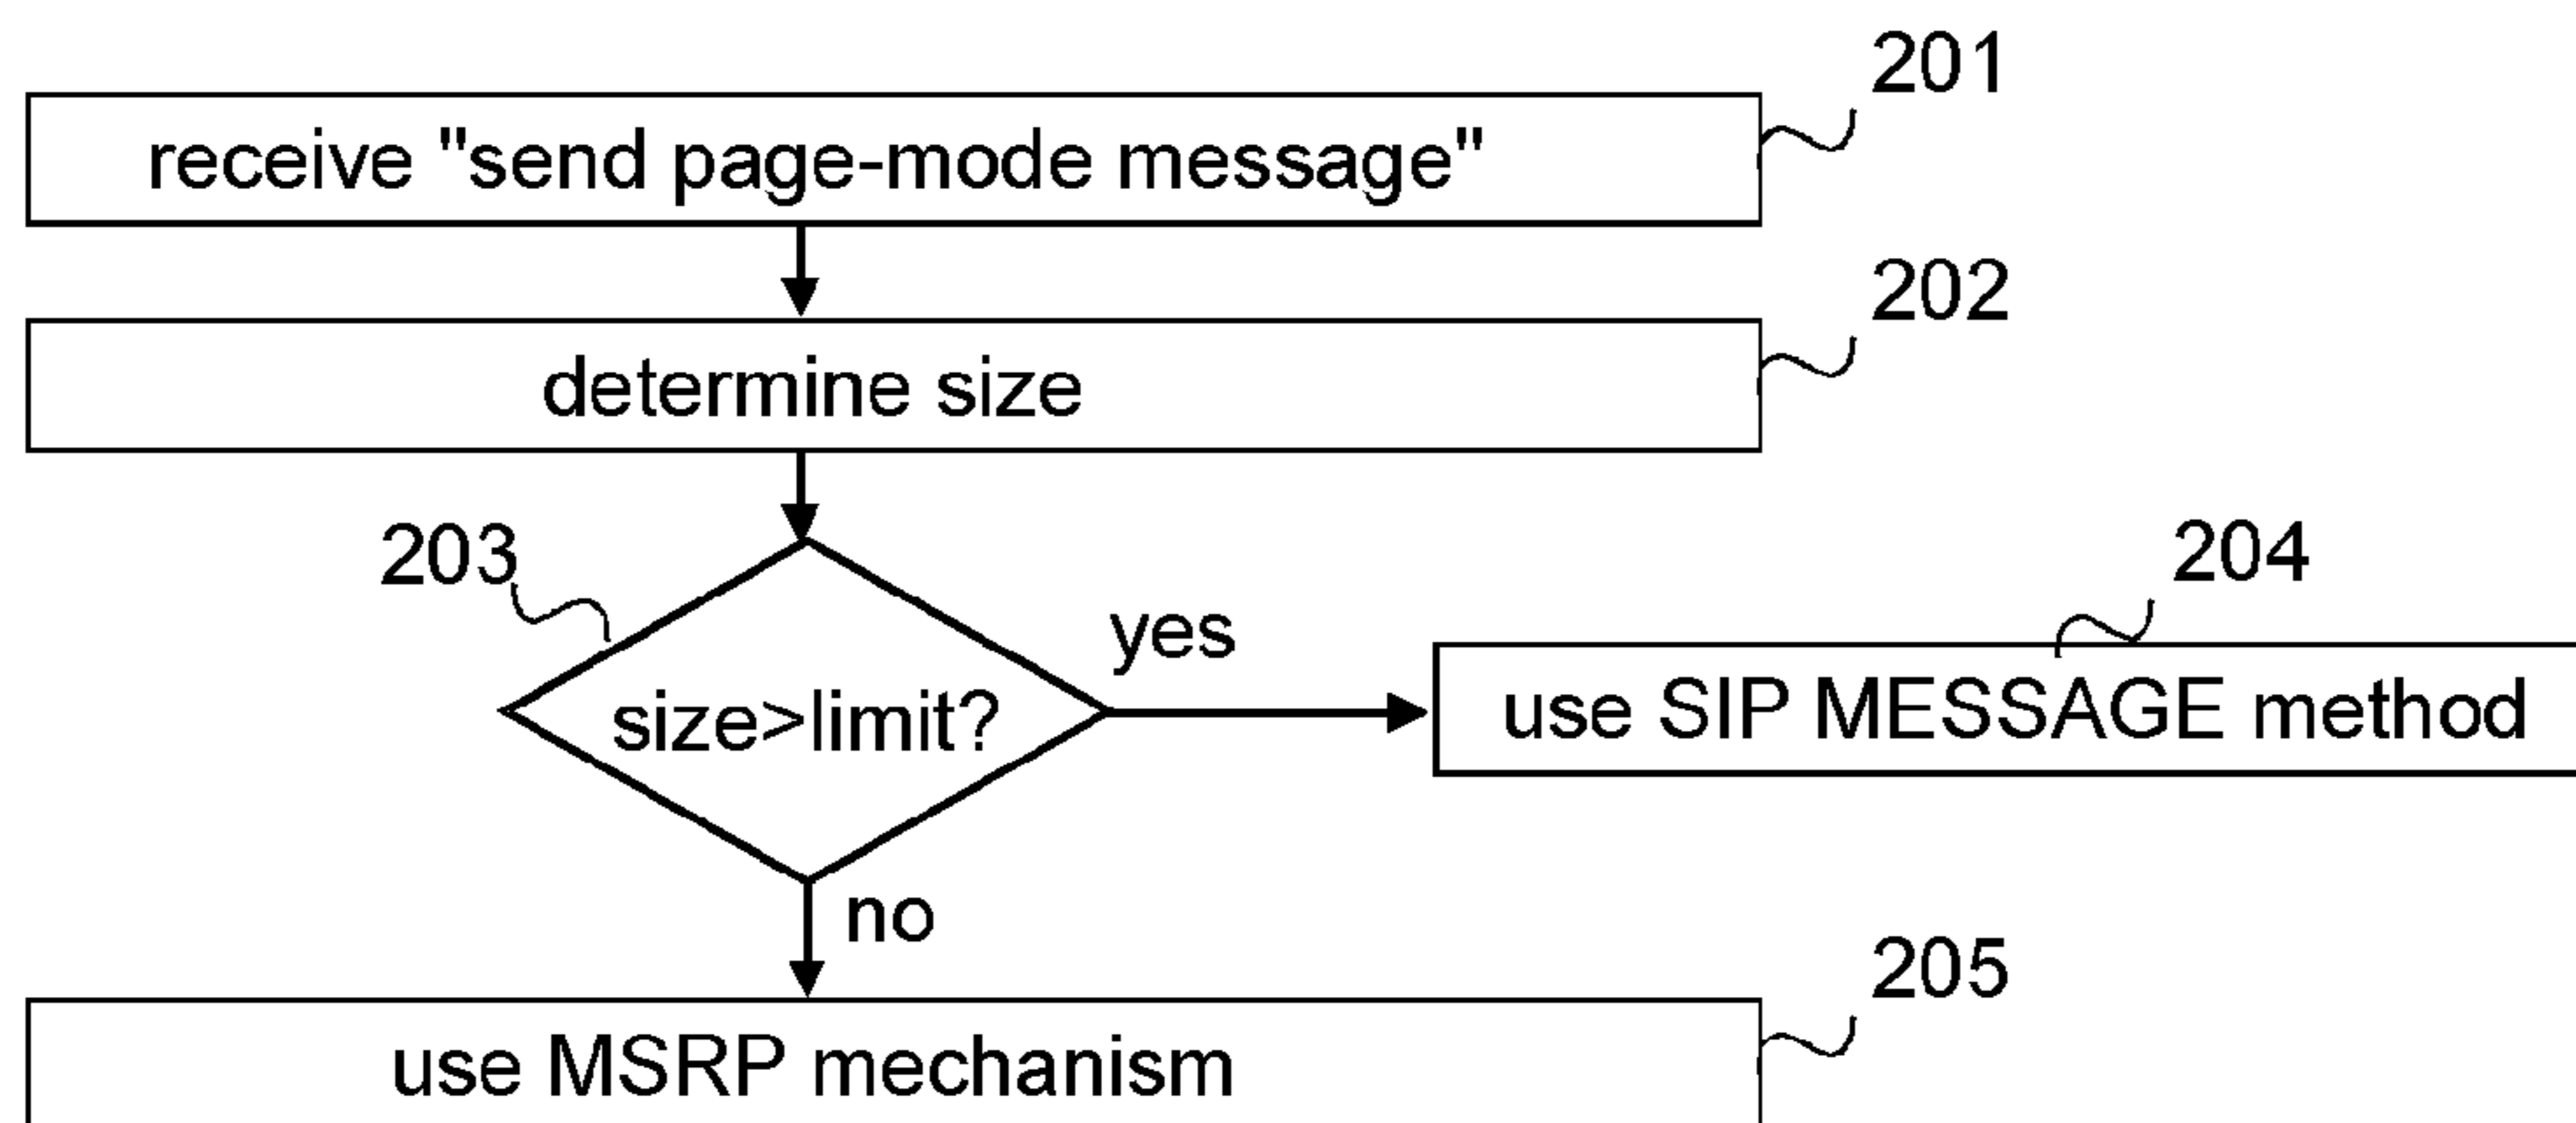 201
receive "send page-mode message"
202
determine size
203
204
yes
size>limit?
use SIP MESSAGE method
no
205
use MSRP mechanism